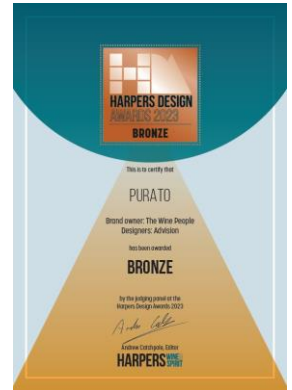 HARPERS DESIGN
AWARDS 2023
BRONZE
This is to certify that
PURATO
Brand owner: The Wine People
Designers: Advision
has been awarded
BRONZE
by the judging panel at the
Harpers Design Awards 2023
Andrew Catchpole, Editor
HARPERS WINE &
SPIRIT